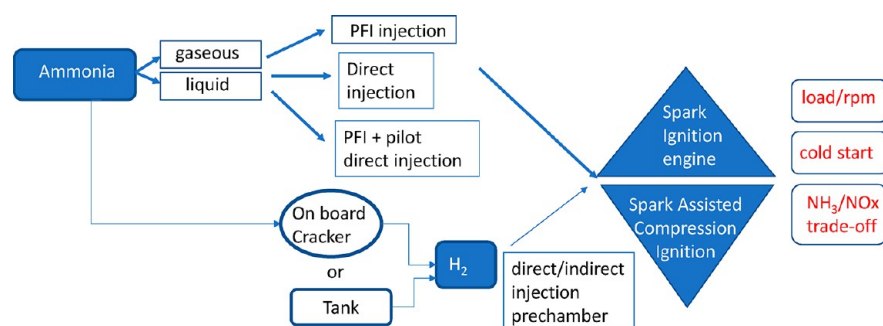 Ammonia
gaseous
liquid
PFI injection
Direct
injection
PFI + pilot
direct injection
On board
Cracker
or
Tank
H₂
direct/indirect
injection
prechamber
Spark
Ignition
engine
Spark Assisted
Compression
Ignition
load/rpm
cold start
NH₃/NOx
trade-off